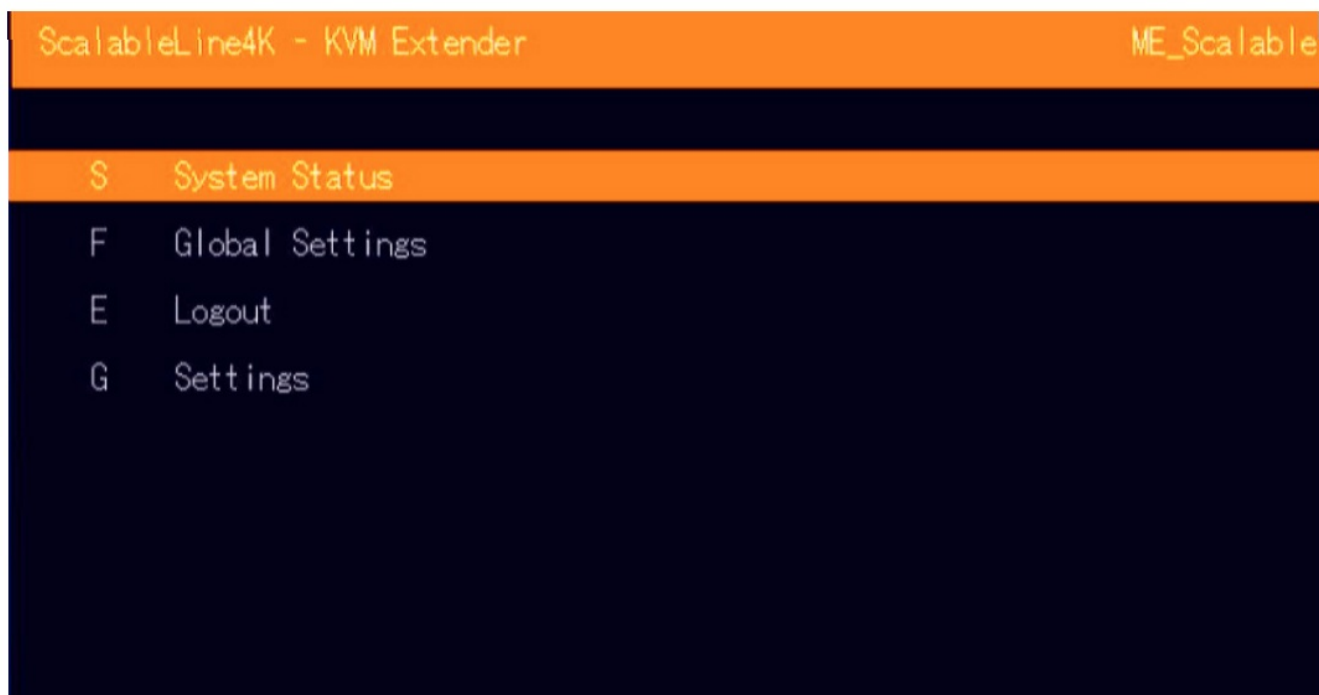 ScalableLine4K - KVM Extender ME_Scalable
S System Status
F Global Settings
E Logout
G Settings